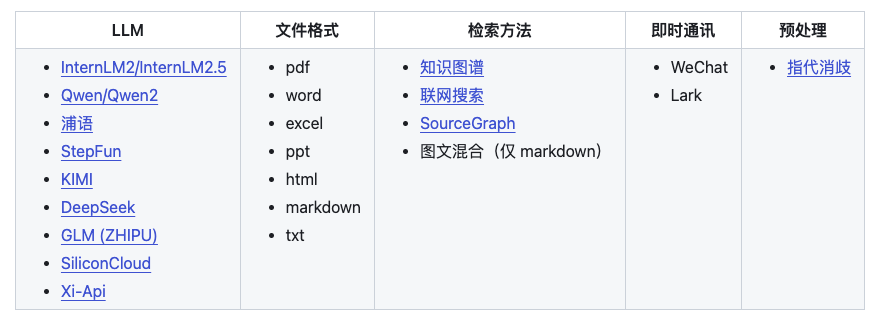 LLM
文件格式
检索方法
即时通讯
预处理
InternLM2/InternLM2.5
Qwen/Qwen2
浦语
StepFun
KIMI
DeepSeek
GLM (ZHIPU)
SiliconCloud
Xi-Api
pdf
word
excel
ppt
html
markdown
txt
知识图谱
联网搜索
SourceGraph
图文混合（仅 markdown）
WeChat
Lark
指代消歧